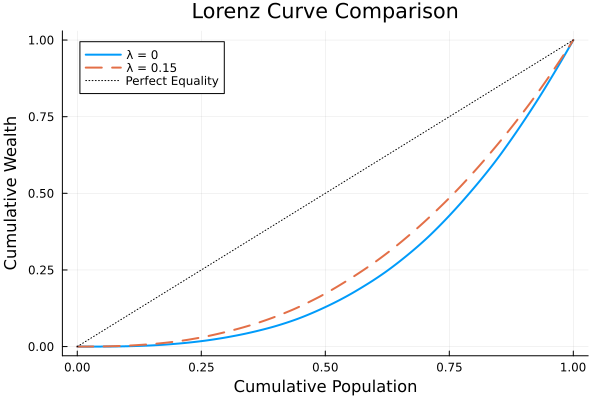 Lorenz Curve Comparison
λ = 0
λ = 0.15
Perfect Equality
Cumulative Wealth
1.00
0.75
0.50
0.25
0.00
0.00 0.25 0.50 0.75 1.00
Cumulative Population